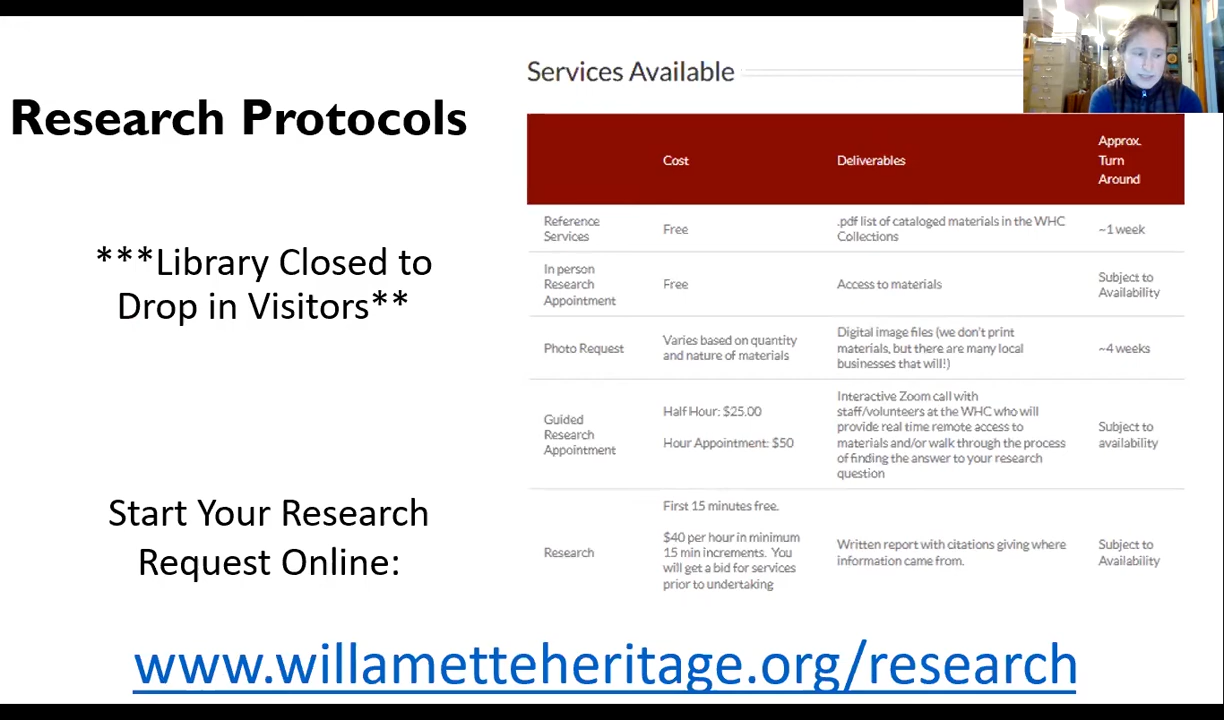 Research Protocols
***Library Closed to
Drop in Visitors**
Start Your Research
Request Online:
Services Available
Cost
Deliverables
Approx.
Turn
Around
Reference
Services
Free
.pdf list of cataloged materials in the WHC
Collections
~1 week
In person
Research
Appointment
Free
Access to materials
Subject to
Availability
Photo Request
Varies based on quantity
and nature of materials
Digital image files (we don't print
materials, but there are many local
businesses that will!)
~4 weeks
Guided
Research
Appointment
Half Hour: $25.00
Hour Appointment: $50
Interactive Zoom call with
staff/volunteers at the WHC who will
provide real time remote access to
materials and/or walk through the process
of finding the answer to your research
question
Subject to
availability
Research
First 15 minutes free.
$40 per hour in minimum
15 min increments. You
will get a bid for services
prior to undertaking
Written report with citations giving where
information came from.
Subject to
Availability
www.willametteheritage.org/research